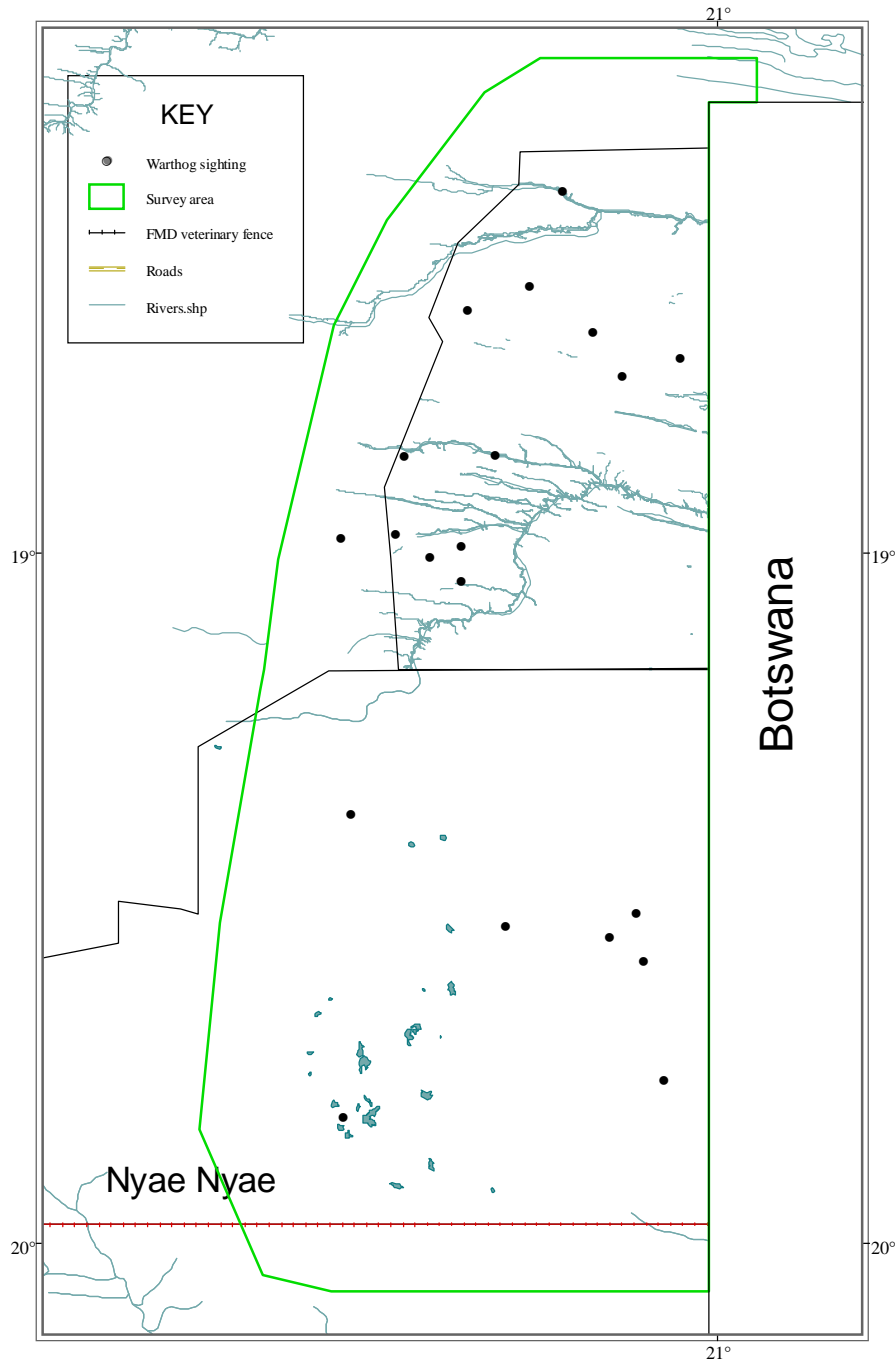 21°
KEY
Warthog sighting
Survey area
FMD veterinary fence
Roads
Rivers.shp
19°
19°
Botswana
Nyae Nyae
20°
20°
21°